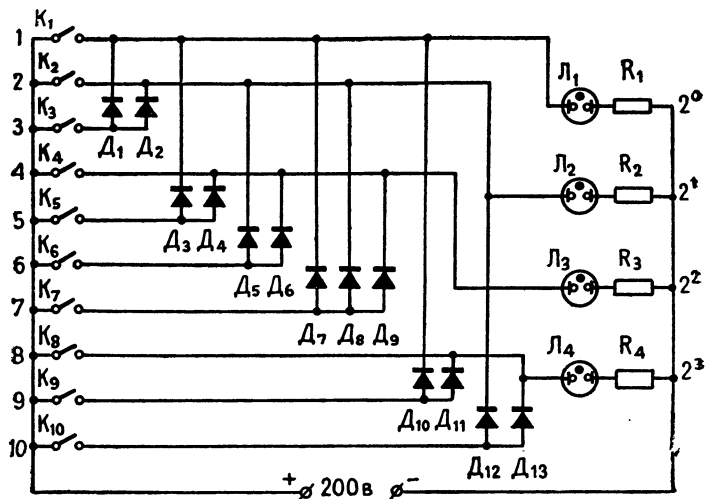 K₁
1
K₂
2
K₃
3
Д₁ Д₂
K₄
4
K₅
5
Д₃ Д₄
K₆
6
Д₅ Д₆
K₇
7
Д₇ Д₈ Д₉
K₈
8
K₉
9
Д₁₀ Д₁₁
K₁₀
10
Д₁₂ Д₁₃
Л₁ R₁ 2⁰
Л₂ R₂ 2¹
Л₃ R₃ 2²
Л₄ R₄ 2³
+ 200В −